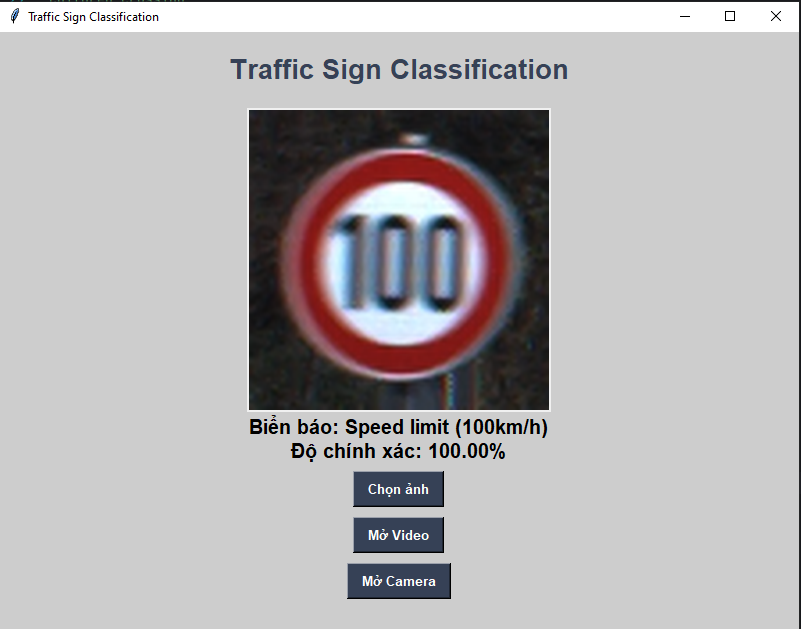 Traffic Sign Classification
Traffic Sign Classification
100
Biển báo: Speed limit (100km/h)
Độ chính xác: 100.00%
Chọn ảnh
Mở Video
Mở Camera